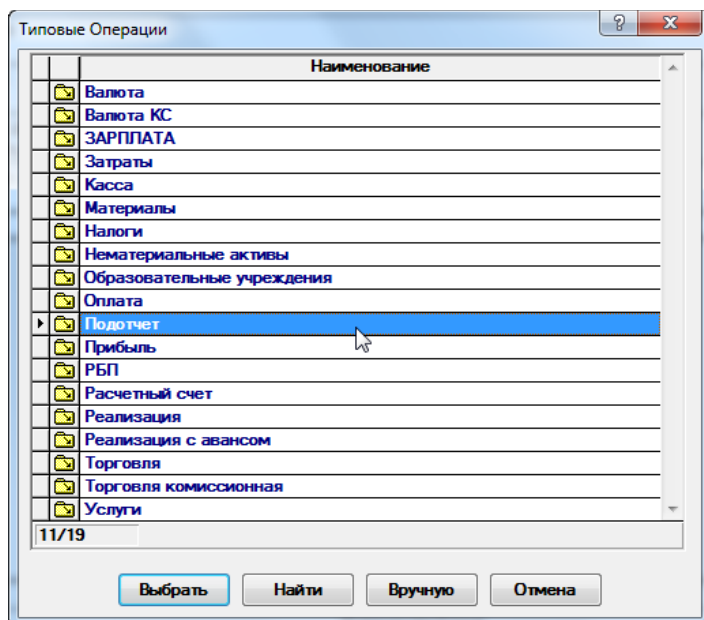 Типовые Операции
Наименование
Валюта
Валюта КС
ЗАРПЛАТА
Затраты
Касса
Материалы
Налоги
Нематериальные активы
Образовательные учреждения
Оплата
Подотчет
Прибыль
РБП
Расчетный счет
Реализация
Реализация с авансом
Торговля
Торговля комиссионная
Услуги
11/19
Выбрать Найти Вручную Отмена